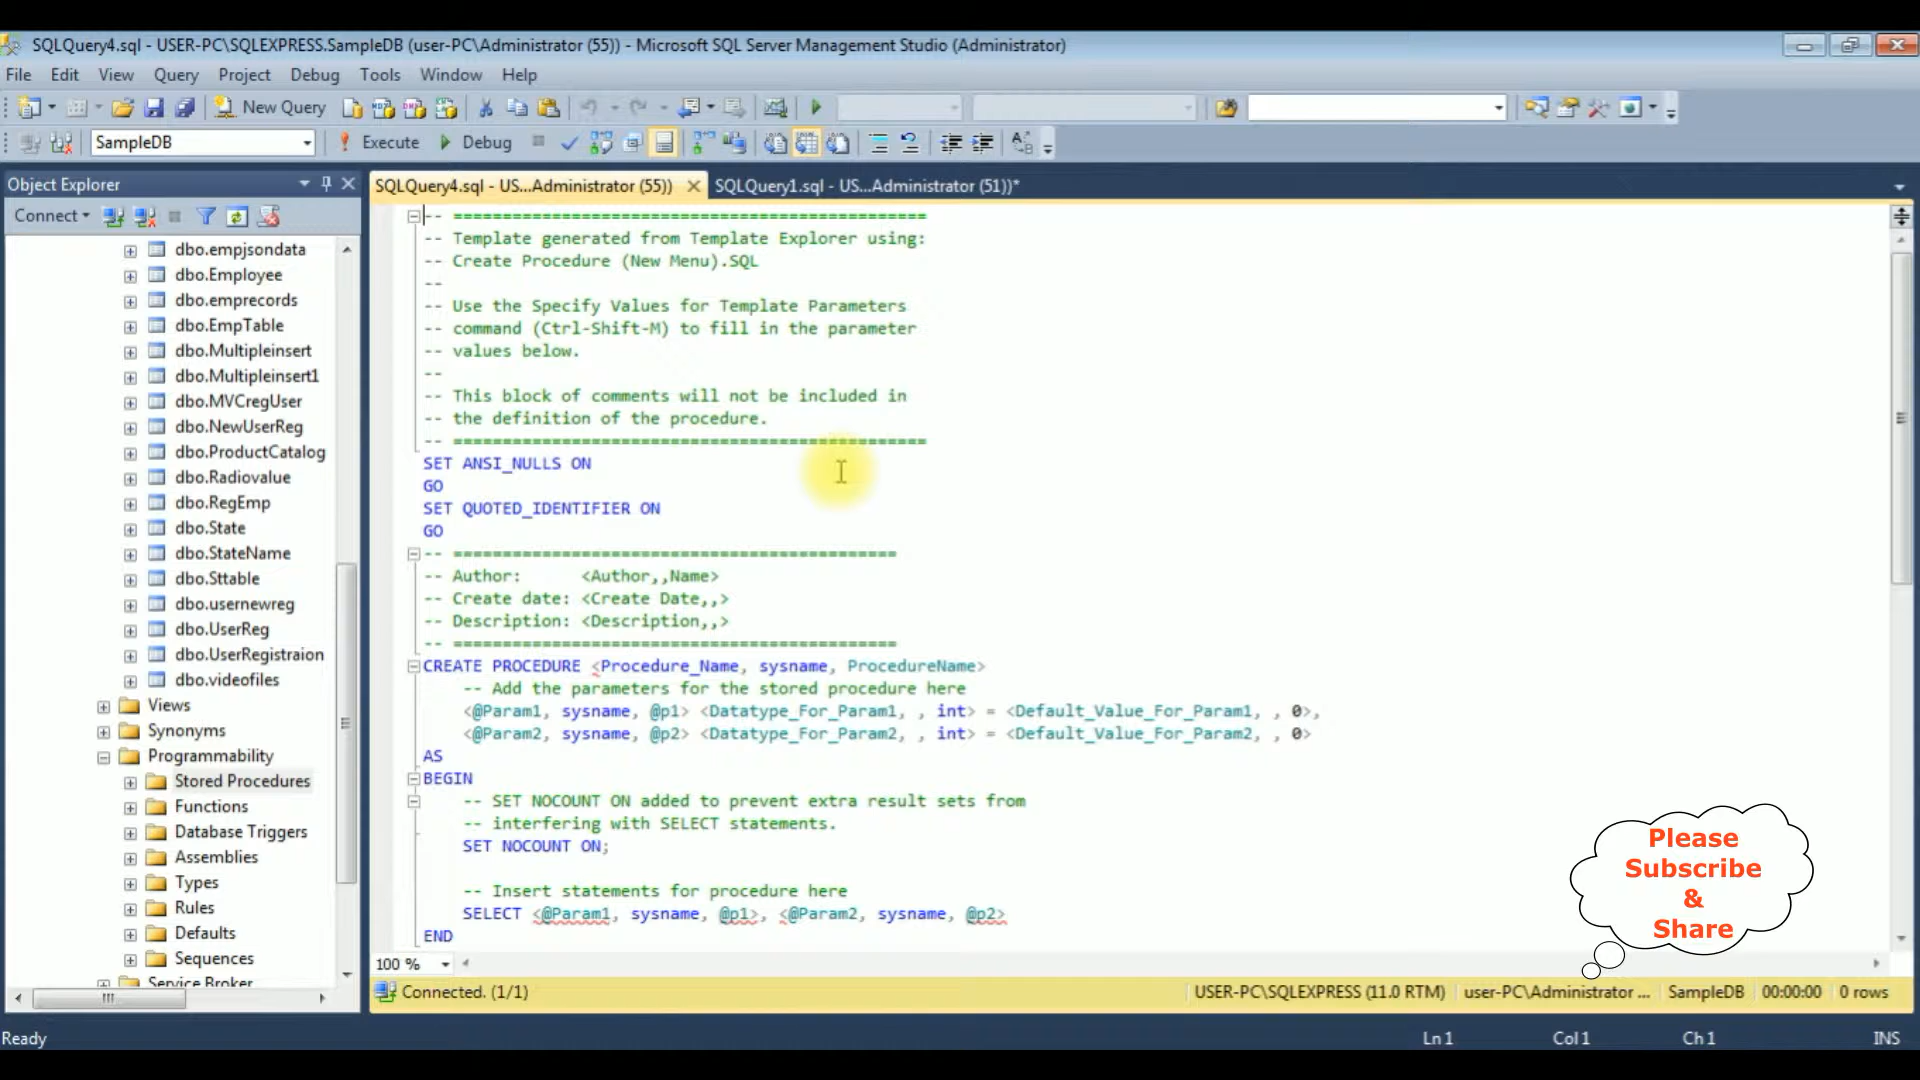 SQLQuery4.sql - USER-PC\SQLEXPRESS.SampleDB (user-PC\Administrator (55)) - Microsoft SQL Server Management Studio (Administrator)
File Edit View Query Project Debug Tools Window Help
New Query
SampleDB Execute Debug
Object Explorer
Connect
dbo.empjsondata
dbo.Employee
dbo.emprecords
dbo.EmpTable
dbo.Multipleinsert
dbo.Multipleinsert1
dbo.MVCregUser
dbo.NewUserReg
dbo.ProductCatalog
dbo.Radiovalue
dbo.RegEmp
dbo.State
dbo.StateName
dbo.Sttable
dbo.usernewreg
dbo.UserReg
dbo.UserRegistraion
dbo.videofiles
Views
Synonyms
Programmability
Stored Procedures
Functions
Database Triggers
Assemblies
Types
Rules
Defaults
Sequences
Service Broker
SQLQuery4.sql - US...Administrator (55)) SQLQuery1.sql - US...Administrator (51))*
-- ================================================
-- Template generated from Template Explorer using:
-- Create Procedure (New Menu).SQL
--
-- Use the Specify Values for Template Parameters
-- command (Ctrl-Shift-M) to fill in the parameter
-- values below.
--
-- This block of comments will not be included in
-- the definition of the procedure.
-- ================================================
SET ANSI_NULLS ON
GO
SET QUOTED_IDENTIFIER ON
GO
-- =============================================
-- Author:      <Author,,Name>
-- Create date: <Create Date,,>
-- Description: <Description,,>
-- =============================================
CREATE PROCEDURE <Procedure_Name, sysname, ProcedureName>
-- Add the parameters for the stored procedure here
<@Param1, sysname, @p1> <Datatype_For_Param1, , int> = <Default_Value_For_Param1, , 0>,
<@Param2, sysname, @p2> <Datatype_For_Param2, , int> = <Default_Value_For_Param2, , 0>
AS
BEGIN
-- SET NOCOUNT ON added to prevent extra result sets from
-- interfering with SELECT statements.
SET NOCOUNT ON;
-- Insert statements for procedure here
SELECT <@Param1, sysname, @p1>, <@Param2, sysname, @p2>
END
Please
Subscribe
&
Share
100 %
Connected. (1/1) USER-PC\SQLEXPRESS (11.0 RTM) user-PC\Administrator ... SampleDB 00:00:00 0 rows
Ready Ln 1 Col 1 Ch 1 INS